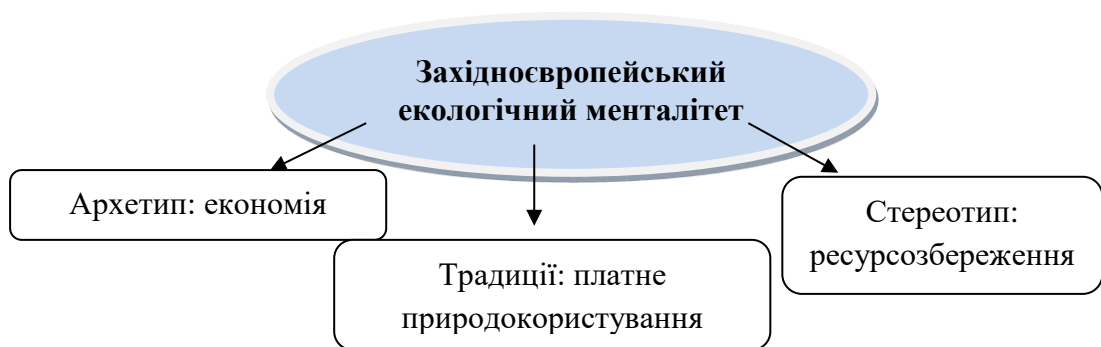 Західноєвропейський
екологічний менталітет
Архетип: економія
Традиції: платне
природокористування
Стереотип:
ресурсозбереження